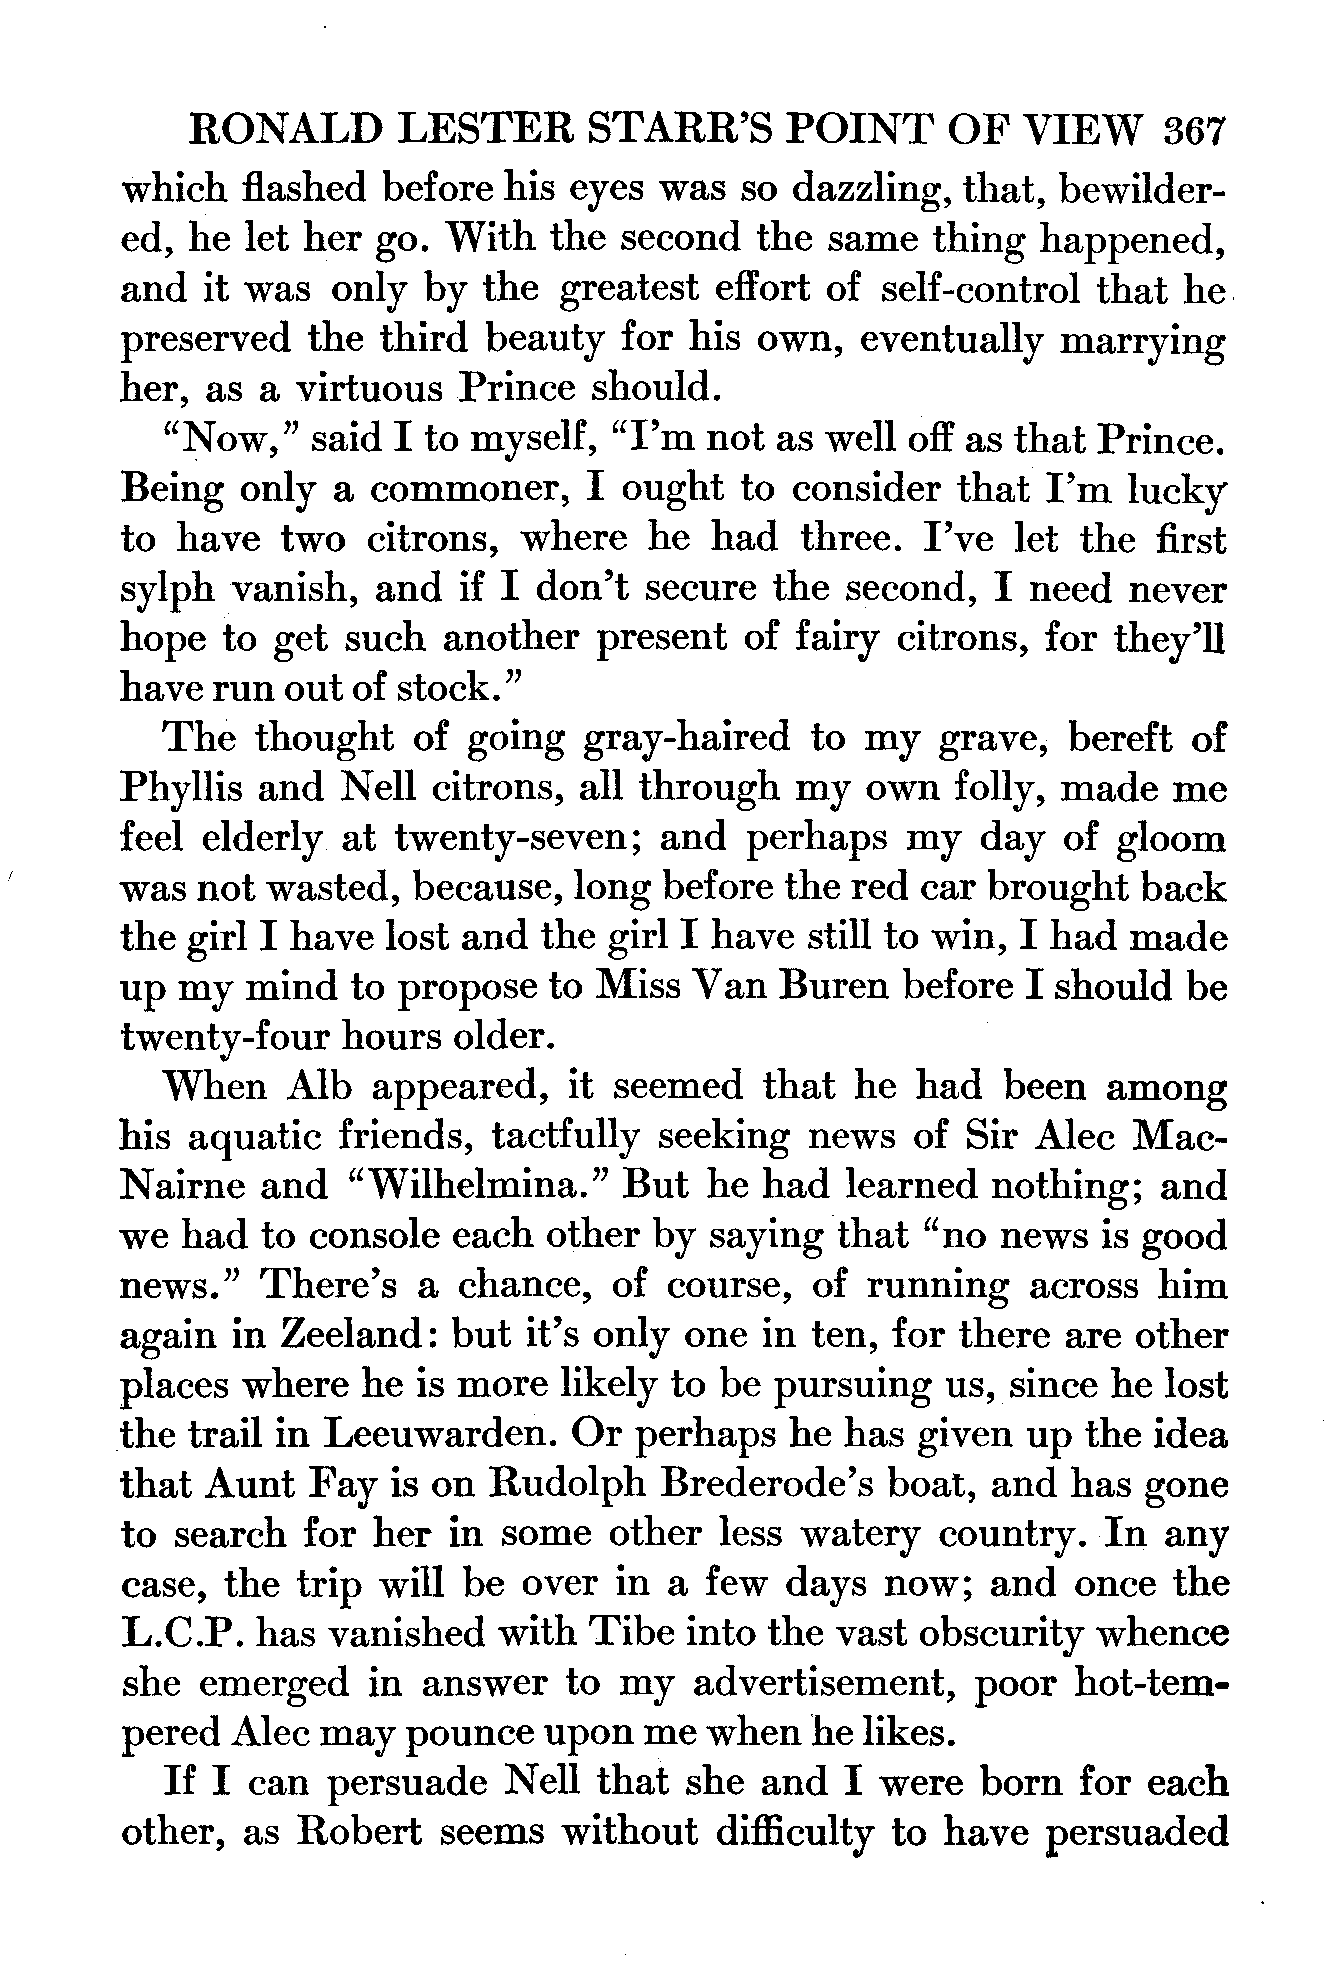 RONALD LESTER STARR'S POINT OF VIEW 367
which flashed before his eyes was so dazzling, that, bewilder-
ed, he let her go. With the second the same thing happened,
and it was only by the greatest effort of self-control that he
preserved the third beauty for his own, eventually marrying
her, as a virtuous Prince should.
“Now,” said I to myself, “I’m not as well off as that Prince.
Being only a commoner, I ought to consider that I’m lucky
to have two citrons, where he had three. I’ve let the first
sylph vanish, and if I don’t secure the second, I need never
hope to get such another present of fairy citrons, for they’ll
have run out of stock.”
The thought of going gray-haired to my grave, bereft of
Phyllis and Nell citrons, all through my own folly, made me
feel elderly at twenty-seven; and perhaps my day of gloom
was not wasted, because, long before the red car brought back
the girl I have lost and the girl I have still to win, I had made
up my mind to propose to Miss Van Buren before I should be
twenty-four hours older.
When Alb appeared, it seemed that he had been among
his aquatic friends, tactfully seeking news of Sir Alec Mac-
Nairne and “Wilhelmina.” But he had learned nothing; and
we had to console each other by saying that “no news is good
news.” There’s a chance, of course, of running across him
again in Zeeland: but it’s only one in ten, for there are other
places where he is more likely to be pursuing us, since he lost
the trail in Leeuwarden. Or perhaps he has given up the idea
that Aunt Fay is on Rudolph Brederode’s boat, and has gone
to search for her in some other less watery country. In any
case, the trip will be over in a few days now; and once the
L.C.P. has vanished with Tibe into the vast obscurity whence
she emerged in answer to my advertisement, poor hot-tem-
pered Alec may pounce upon me when he likes.
If I can persuade Nell that she and I were born for each
other, as Robert seems without difficulty to have persuaded